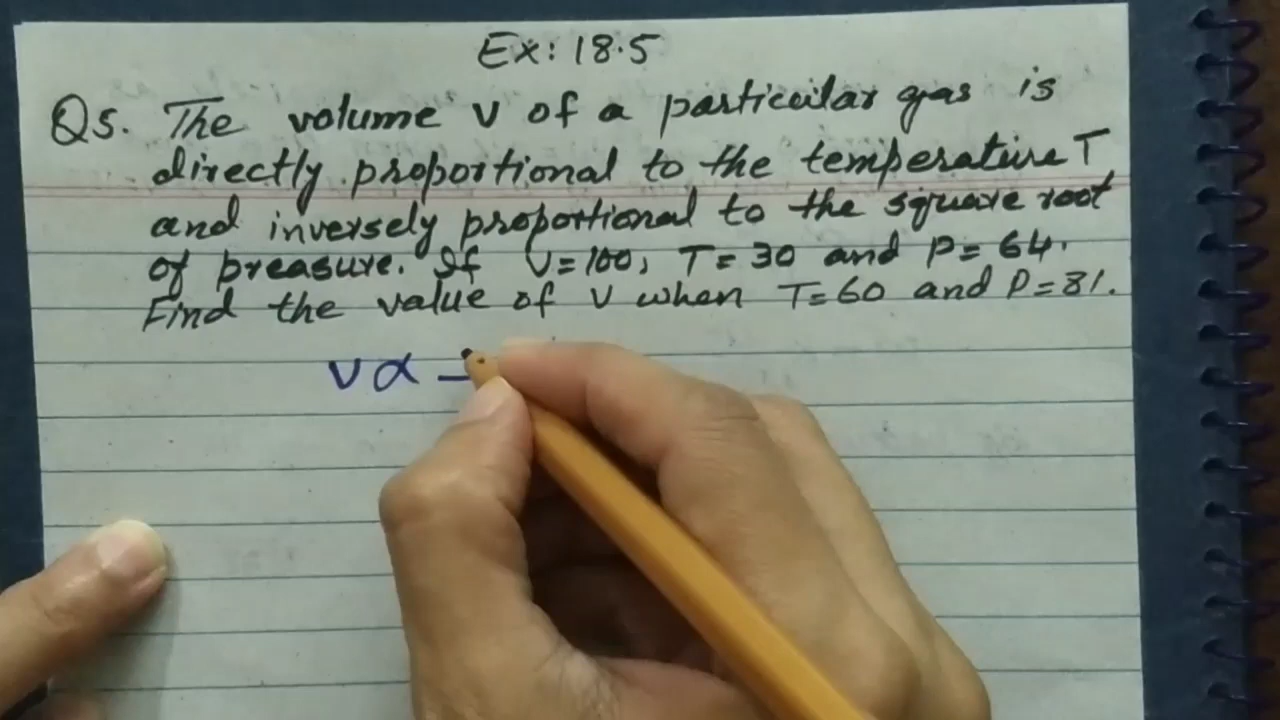 Ex: 18.5
Q5. The volume V of a particular gas is
directly proportional to the temperature T
and inversely proportional to the square root
of preasure. If V=100, T=30 and P=64.
Find the value of V when T=60 and P=81.
V∝